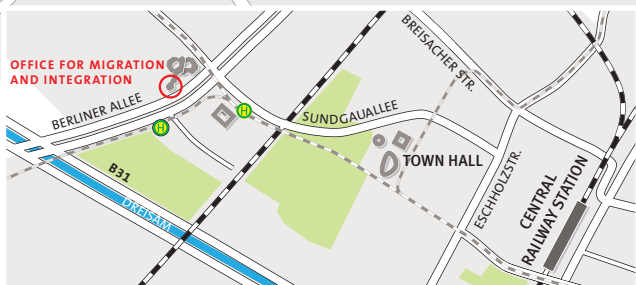 OFFICE FOR MIGRATION
AND INTEGRATION
BERLINER ALLEE
H
H
B31
DREISAM
SUNDGAUALLEE
BREISACHER STR.
TOWN HALL
ESCHHOLZSTR.
CENTRAL
RAILWAY STATION